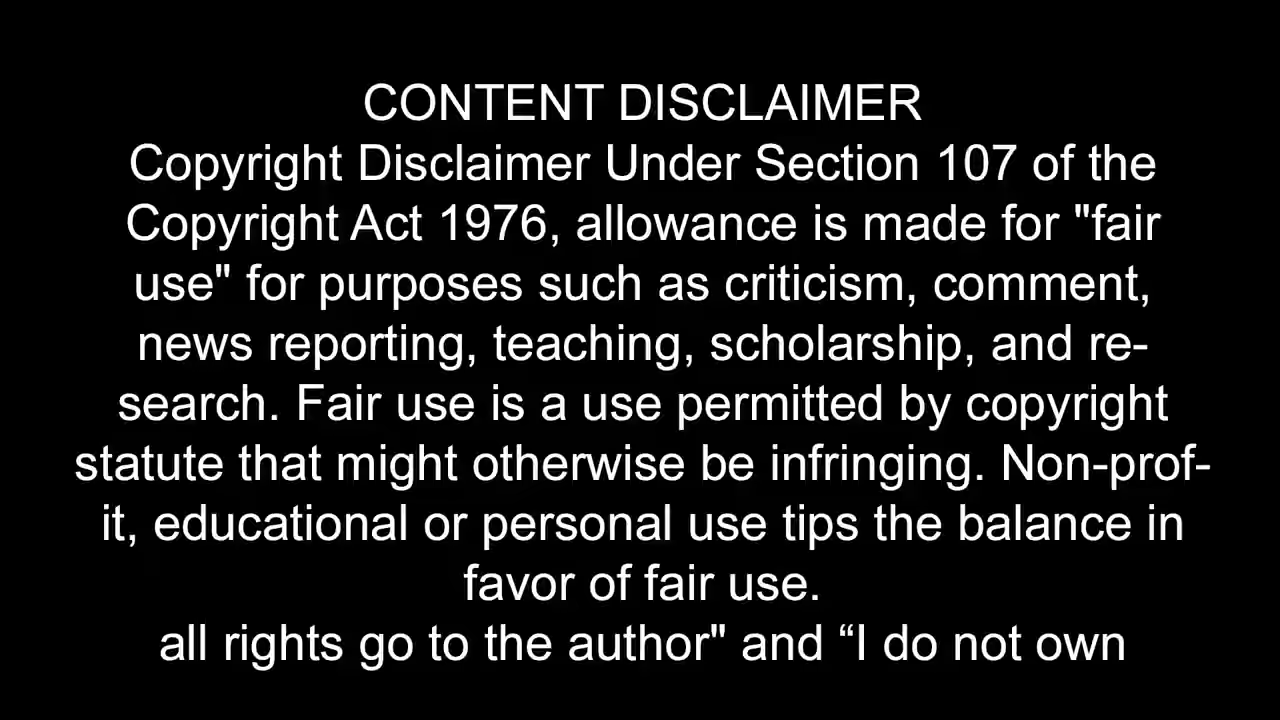 CONTENT DISCLAIMER
Copyright Disclaimer Under Section 107 of the
Copyright Act 1976, allowance is made for "fair
use" for purposes such as criticism, comment,
news reporting, teaching, scholarship, and re-
search. Fair use is a use permitted by copyright
statute that might otherwise be infringing. Non-prof-
it, educational or personal use tips the balance in
favor of fair use.
all rights go to the author" and “I do not own